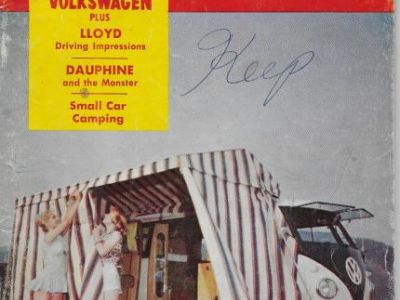 VOLKSWAGEN
PLUS
LLOYD
Driving Impressions
DAUPHINE
and the Monster
Small Car
Camping
Keep